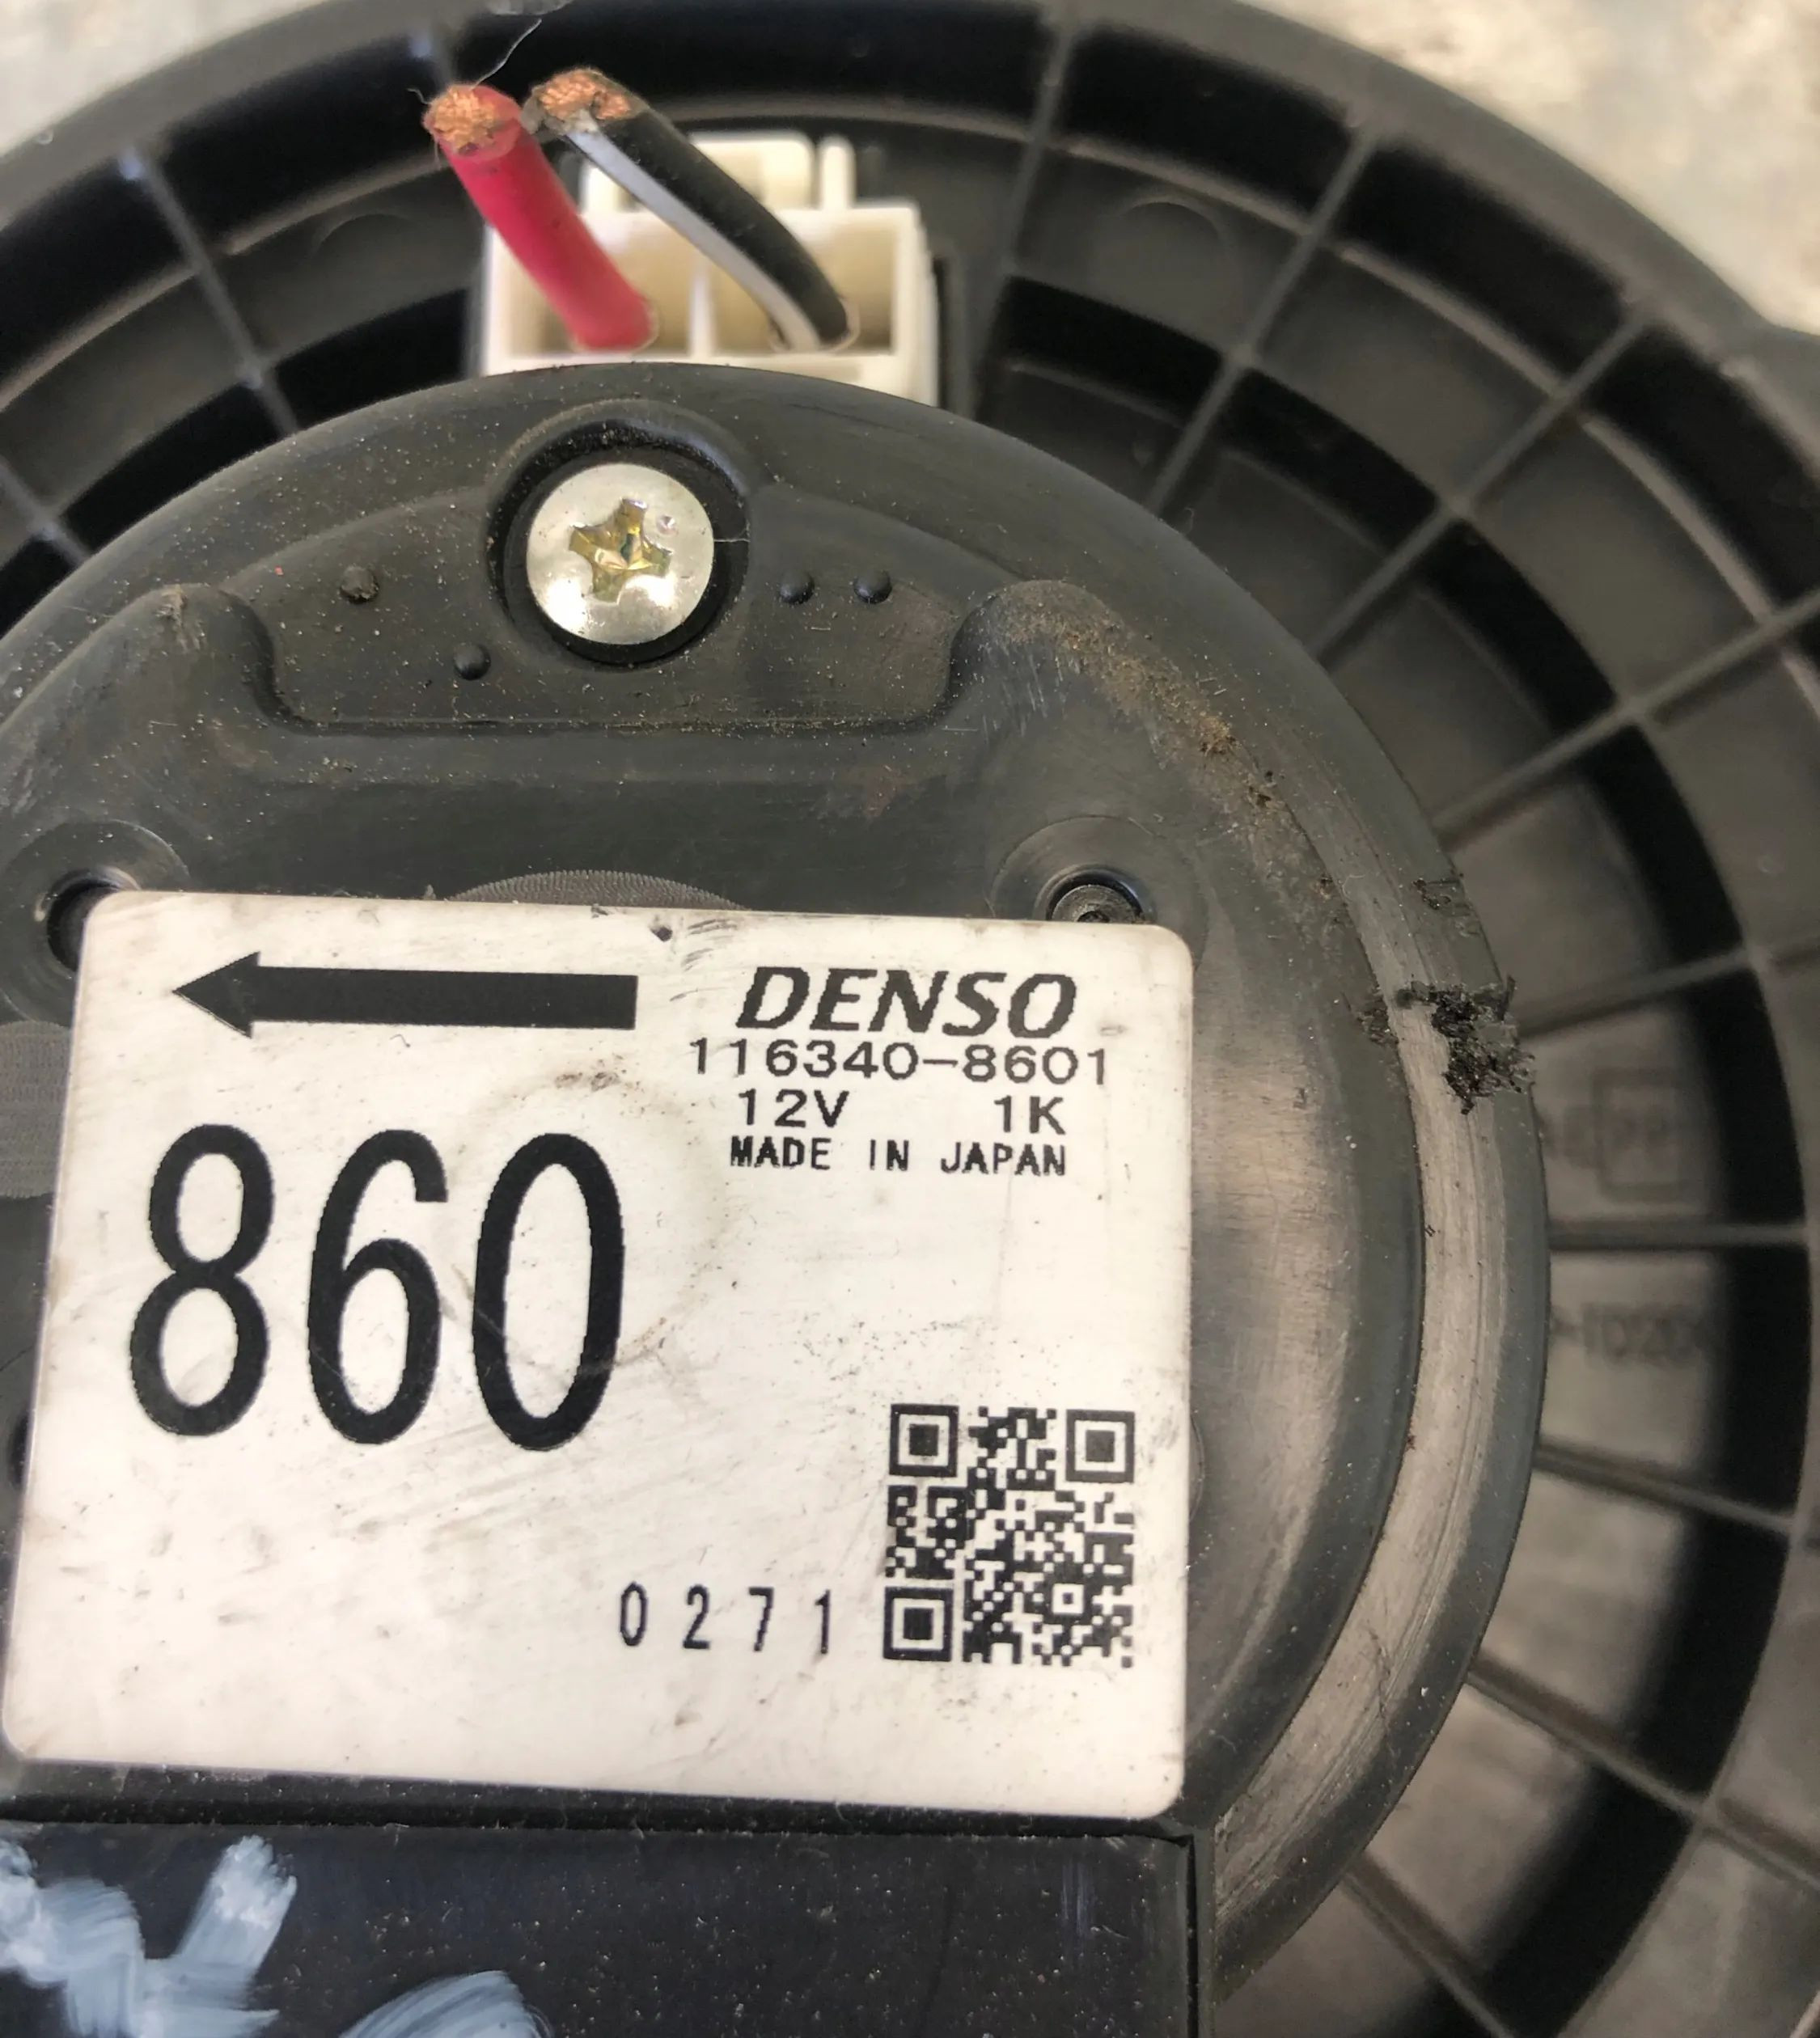 DENSO
116340-8601
12V 1K
MADE IN JAPAN
860
0271